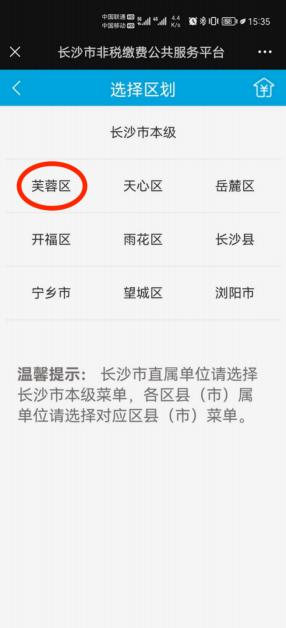 中国联通 HD
中国移动 HD
5G 5G 4.4 K/s 58 15:35
长沙市非税缴费公共服务平台
选择区划
长沙市本级
芙蓉区 天心区 岳麓区
开福区 雨花区 长沙县
宁乡市 望城区 浏阳市
温馨提示： 长沙市直属单位请选择
长沙市本级菜单，各区县（市）属
单位请选择对应区县（市）菜单。